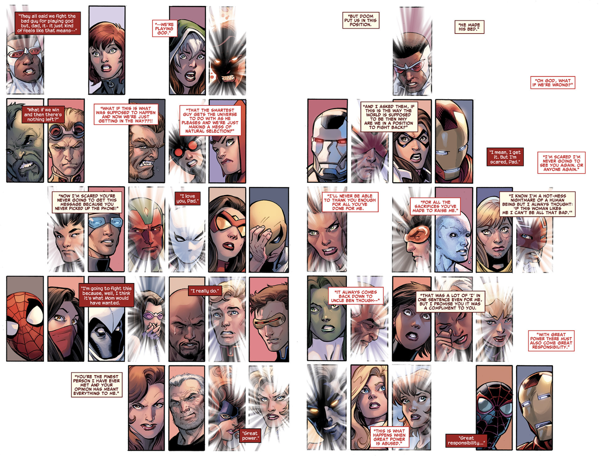 "They all said we fight the
bad guy for playing god
but, dad, it– it just kind
of feels like that means—"
"—WE'RE
PLAYING
GOD."
"BUT DOOM
PUT US IN THIS
POSITION.
"HE MADE
HIS BED."
"OH GOD, WHAT
IF WE'RE WRONG?"
"What if we win
and then there's
nothing left?"
"WHAT IF THIS IS WHAT
WAS SUPPOSED TO HAPPEN
AND NOW WE'RE JUST
GETTING IN THE WAY?!?!
"THAT THE SMARTEST
GUY GETS THE UNIVERSE
TO DO WITH AS HE
PLEASES AND WE'RE JUST
MAKING A MESS OF
NATURAL SELECTION?"
"AND I ASKED THEM, IF
THIS IS THE WAY THE
WORLD IS SUPPOSED
TO BE THEN WHY
ARE WE IN A POSITION
TO FIGHT BACK?"
"I mean, I get
it. But I'm
scared, Dad."
"I'M SCARED I'M NEVER
GOING TO SEE YOU
AGAIN. OR
ANYONE AGAIN.
"NOW I'M SCARED YOU'RE
NEVER GOING TO GET THIS
MESSAGE BECAUSE YOU
NEVER PICKED UP THE PHONE!"
"I love
you, Dad."
"I'LL NEVER BE ABLE
TO THANK YOU ENOUGH
FOR ALL YOU'VE
DONE FOR ME.
"FOR ALL THE
SACRIFICES YOU'VE
MADE TO RAISE ME.
"I KNOW I'M A HOT-MESS
NIGHTMARE OF A HUMAN
BEING BUT I ALWAYS THOUGHT:
IF THIS WOMAN LIKES
ME I CAN'T BE ALL THAT BAD."
"I'm going to fight this
because, well, I think
it's what Mom would
have wanted.
"I really do."
"IT ALWAYS COMES
BACK DOWN TO
UNCLE BEN THOUGH—"
"THAT WAS A LOT OF 'I' IN
ONE SENTENCE EVEN FOR ME,
BUT I PROMISE YOU IT WAS
A COMPLIMENT TO YOU.
"WITH GREAT
POWER THERE MUST
ALSO COME GREAT
RESPONSIBILITY."
"YOU'RE THE FINEST
PERSON I HAVE EVER
MET AND YOUR
OPINION HAS MEANT
EVERYTHING TO ME."
"Great
power."
"THIS IS WHAT
HAPPENS WHEN
GREAT POWER
IS ABUSED."
"Great
responsibility..."